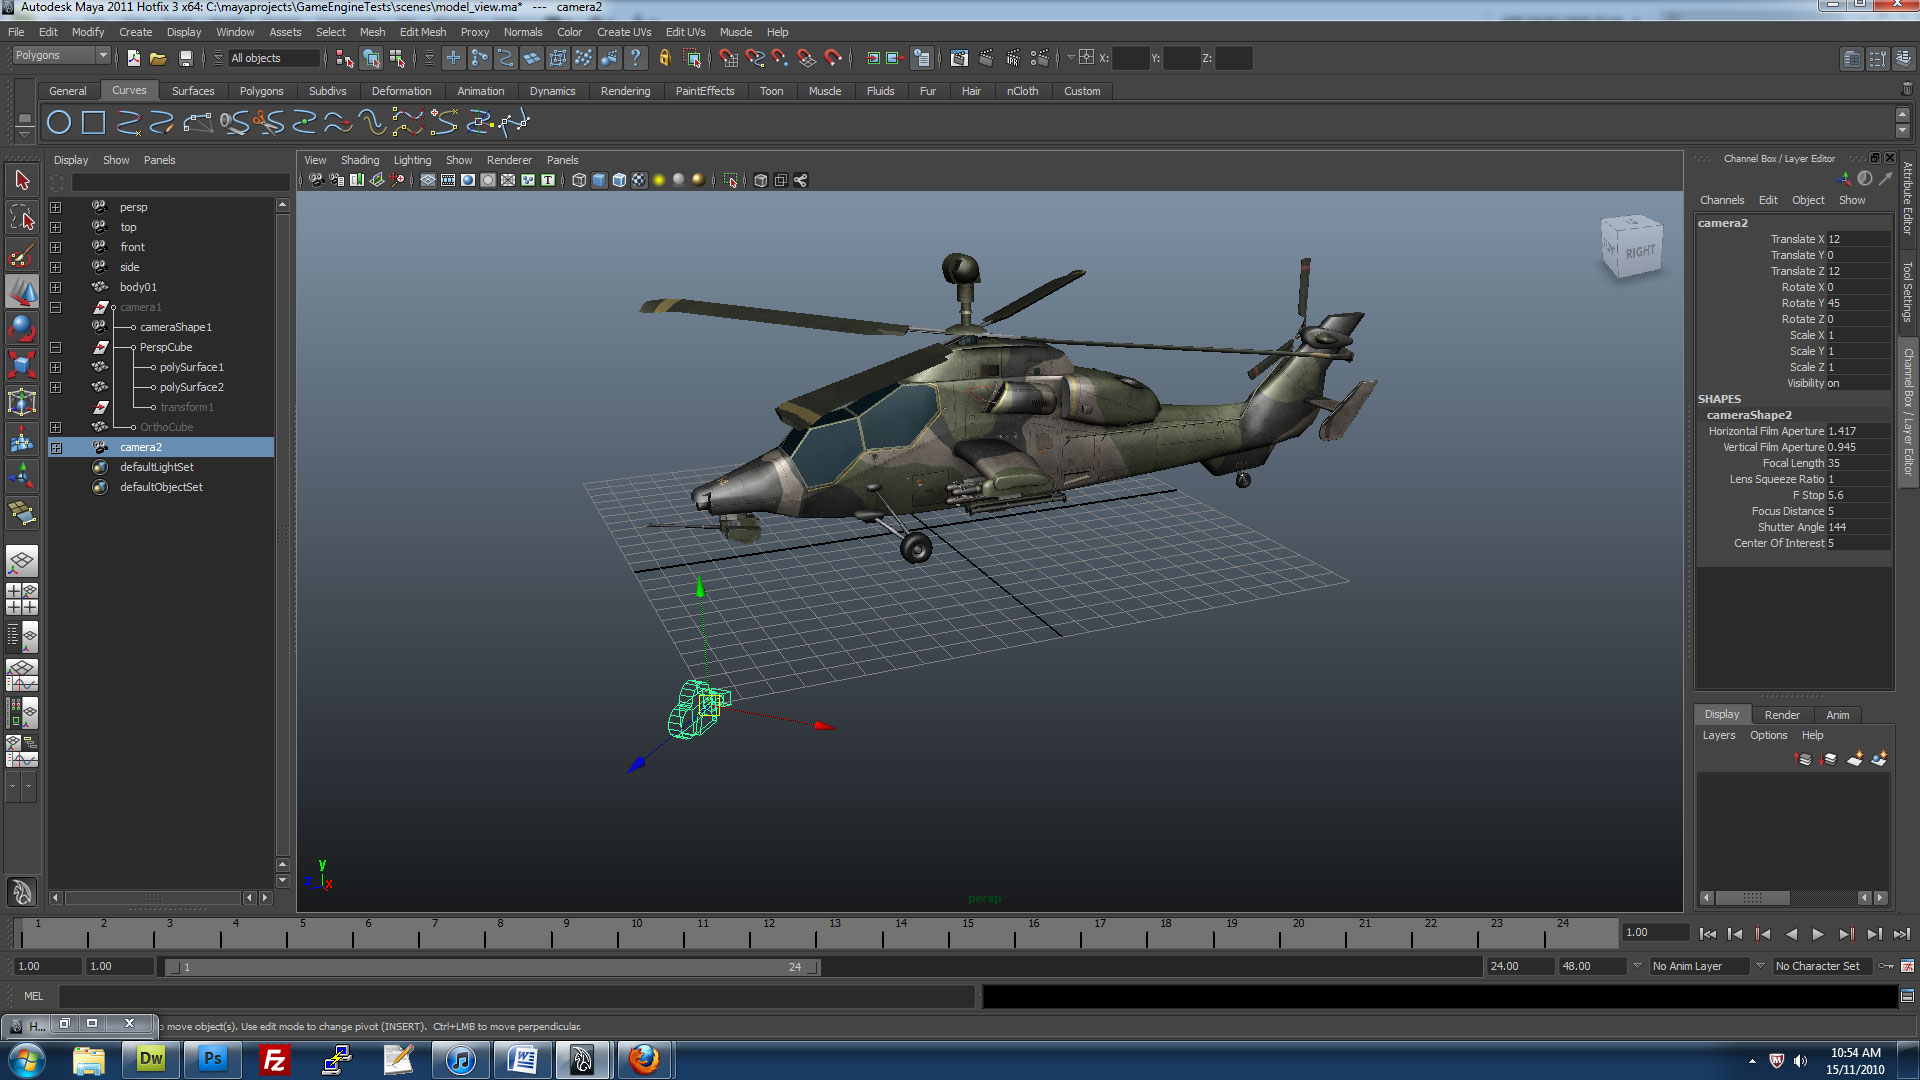 Autodesk Maya 2011 Hotfix 3 x64: C:\mayaprojects\GameEngineTests\scenes\model_view.ma* --- camera2
File Edit Modify Create Display Window Assets Select Mesh Edit Mesh Proxy Normals Color Create UVs Edit UVs Muscle Help
Polygons All objects X: Y: Z:
General Curves Surfaces Polygons Subdivs Deformation Animation Dynamics Rendering PaintEffects Toon Muscle Fluids Fur Hair nCloth Custom
Display Show Panels
View Shading Lighting Show Renderer Panels
Channel Box / Layer Editor
Channels Edit Object Show
persp
top
front
side
body01
camera1
cameraShape1
PerspCube
polySurface1
polySurface2
transform1
OrthoCube
camera2
defaultLightSet
defaultObjectSet
RIGHT
y
z x
persp
camera2
Translate X 12
Translate Y 0
Translate Z 12
Rotate X 0
Rotate Y 45
Rotate Z 0
Scale X 1
Scale Y 1
Scale Z 1
Visibility on
SHAPES
cameraShape2
Horizontal Film Aperture 1.417
Vertical Film Aperture 0.945
Focal Length 35
Lens Squeeze Ratio 1
F Stop 5.6
Focus Distance 5
Shutter Angle 144
Center Of Interest 5
Attribute Editor
Tool Settings
Channel Box / Layer Editor
Display Render Anim
Layers Options Help
1 2 3 4 5 6 7 8 9 10 11 12 13 14 15 16 17 18 19 20 21 22 23 24
1.00
1.00 1.00 1 24 24.00 48.00 No Anim Layer No Character Set
MEL
H... move object(s). Use edit mode to change pivot (INSERT). Ctrl+LMB to move perpendicular.
Dw Ps Fz W
10:54 AM
15/11/2010